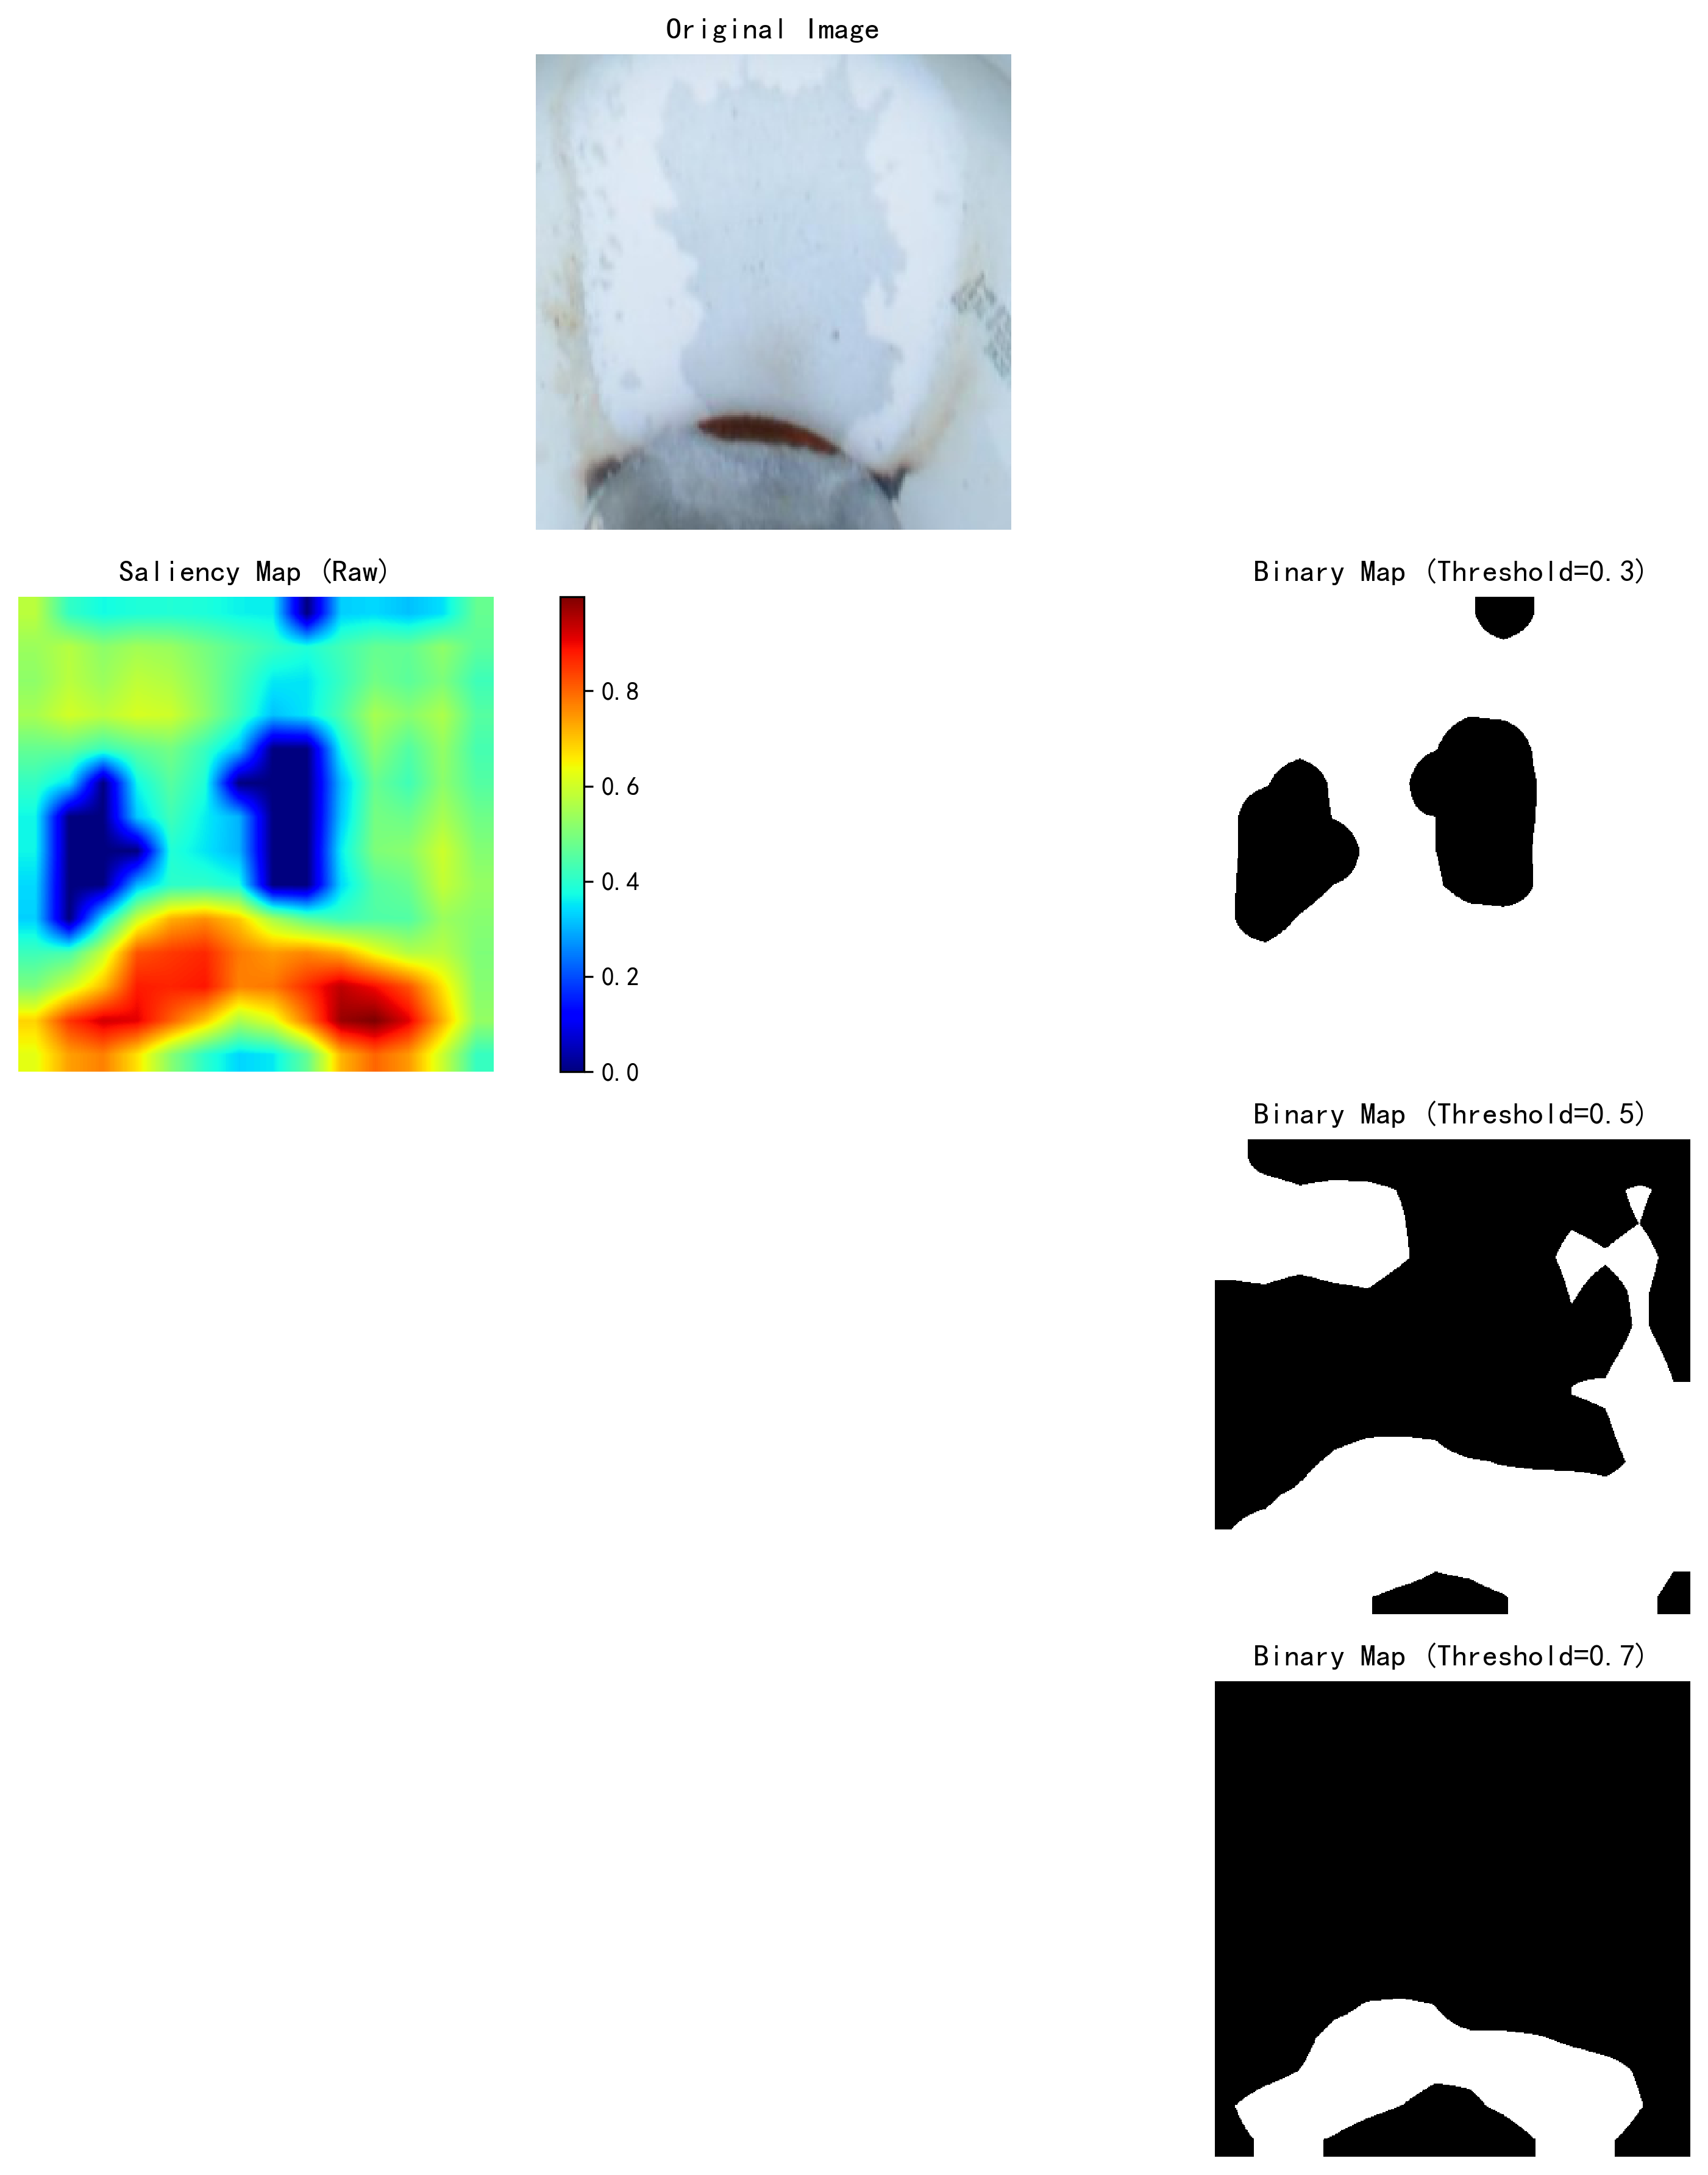 Original Image
Saliency Map (Raw)
Binary Map (Threshold=0.3)
0.8
0.6
0.4
0.2
0.0
Binary Map (Threshold=0.5)
Binary Map (Threshold=0.7)